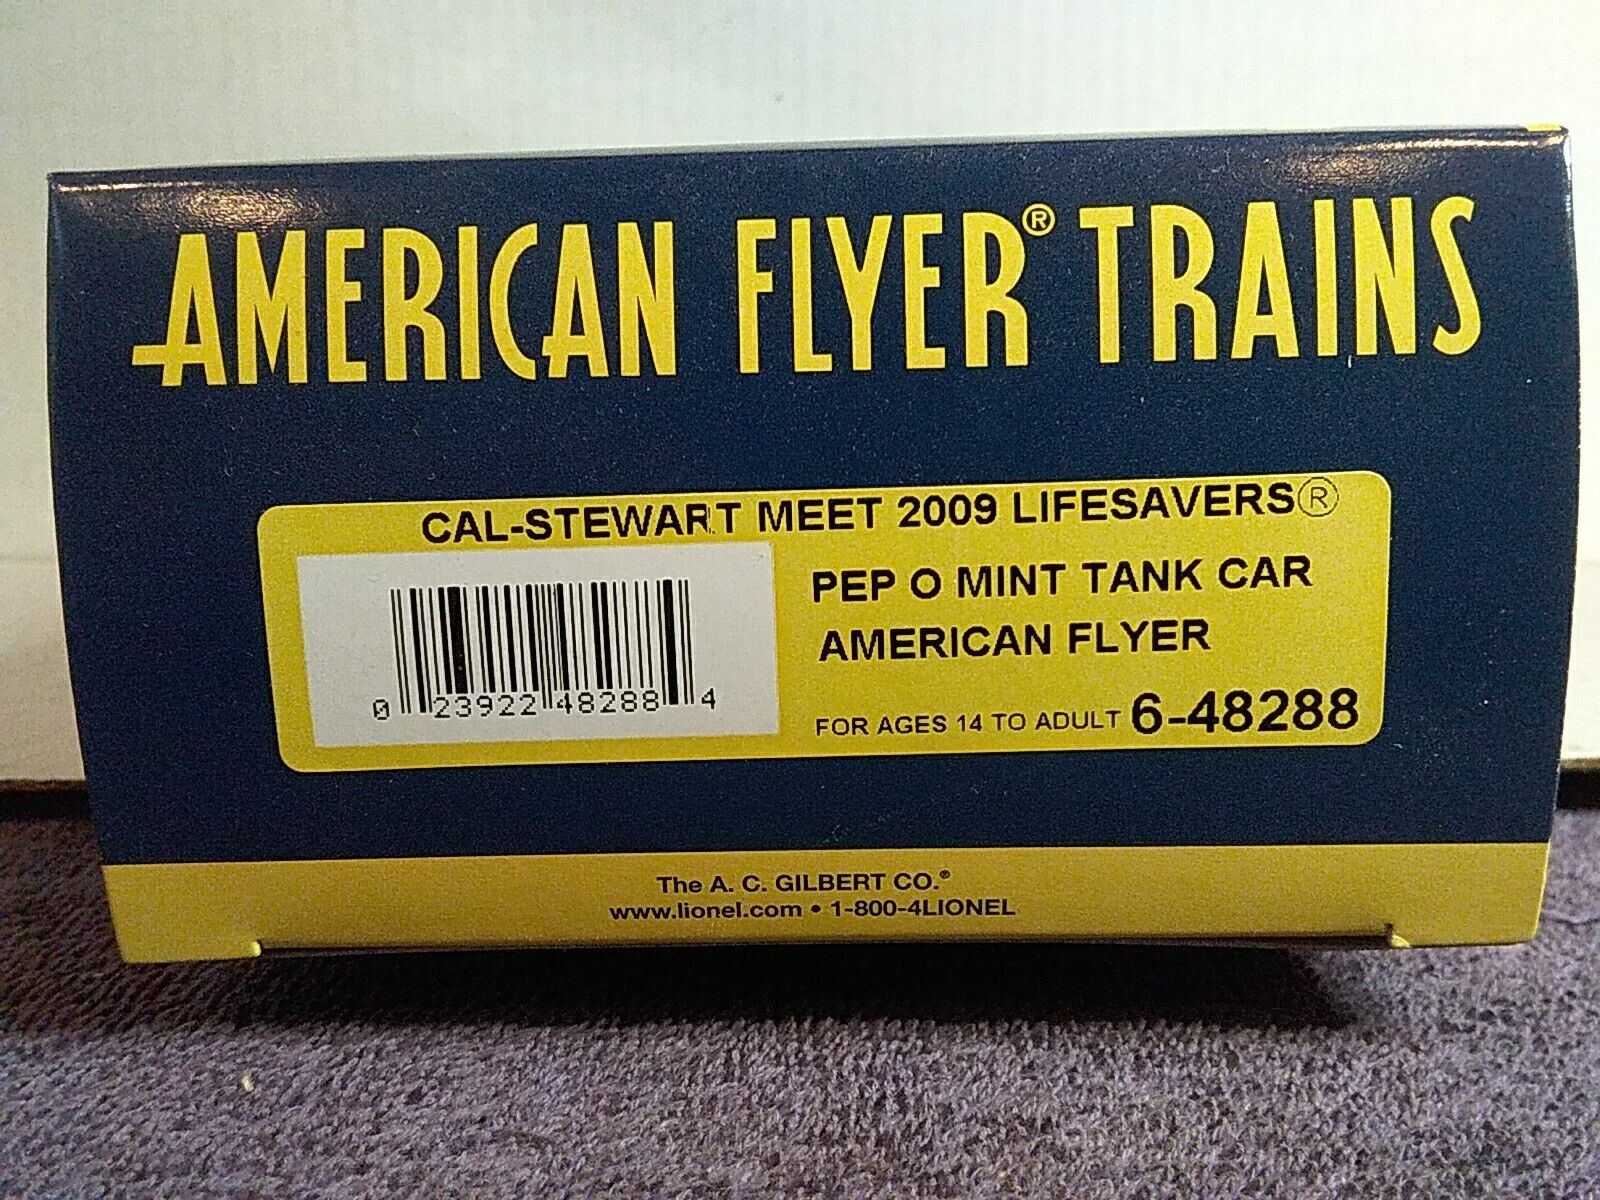 AMERICAN FLYER® TRAINS
CAL-STEWART MEET 2009 LIFESAVERS®
PEP O MINT TANK CAR
AMERICAN FLYER
0 23922 48288 4
FOR AGES 14 TO ADULT 6-48288
The A. C. GILBERT CO.®
www.lionel.com • 1-800-4LIONEL